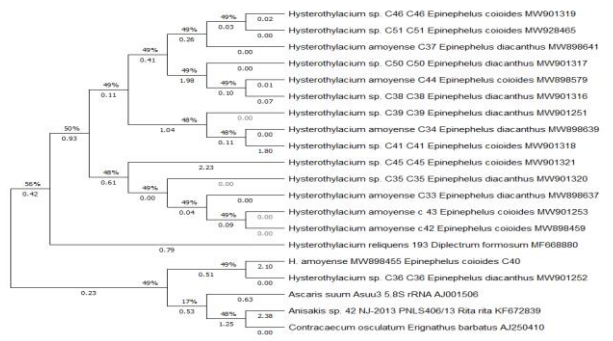 Hysterothylacium sp. C46 C46 Epinephelus coioides MW901319
Hysterothylacium sp. C51 C51 Epinephelus coioides MW928465
Hysterothylacium amoyense C37 Epinephelus diacanthus MW898641
Hysterothylacium sp. C50 C50 Epinephelus diacanthus MW901317
Hysterothylacium amoyense C44 Epinephelus coioides MW898579
Hysterothylacium sp. C38 C38 Epinephelus diacanthus MW901316
Hysterothylacium sp. C39 C39 Epinephelus diacanthus MW901251
Hysterothylacium amoyense C34 Epinephelus diacanthus MW898639
Hysterothylacium sp. C41 C41 Epinephelus coioides MW901318
Hysterothylacium sp. C45 C45 Epinephelus coioides MW901321
Hysterothylacium sp. C35 C35 Epinephelus diacanthus MW901320
Hysterothylacium amoyense C33 Epinephelus diacanthus MW898637
Hysterothylacium amoyense c 43 Epinephelus coioides MW901253
Hysterothylacium amoyense c42 Epinephelus coioides MW898459
Hysterothylacium reliquens 193 Diplectrum formosum MF668880
H. amoyense MW898455 Epinephelus coioides C40
Hysterothylacium sp. C36 C36 Epinephelus diacanthus MW901252
Ascaris suum Asuu3 5.8S rRNA AJ001506
Anisakis sp. 42 NJ-2013 PNLS406/13 Rita rita KF672839
Contracaecum osculatum Erignathus barbatus AJ250410
49%
0.02
0.03
0.00
49%
0.26
0.00
49%
0.41
49%
0.00
1.98
49%
0.01
0.10
0.07
49%
0.11
48%
0.00
1.04
48%
0.00
0.11
1.80
50%
0.93
48%
2.23
0.61
49%
0.00
0.00
49%
0.00
0.04
49%
0.00
0.09
0.00
56%
0.42
0.79
49%
2.10
0.51
0.00
49%
0.23
17%
0.63
0.53
48%
2.38
1.25
0.00